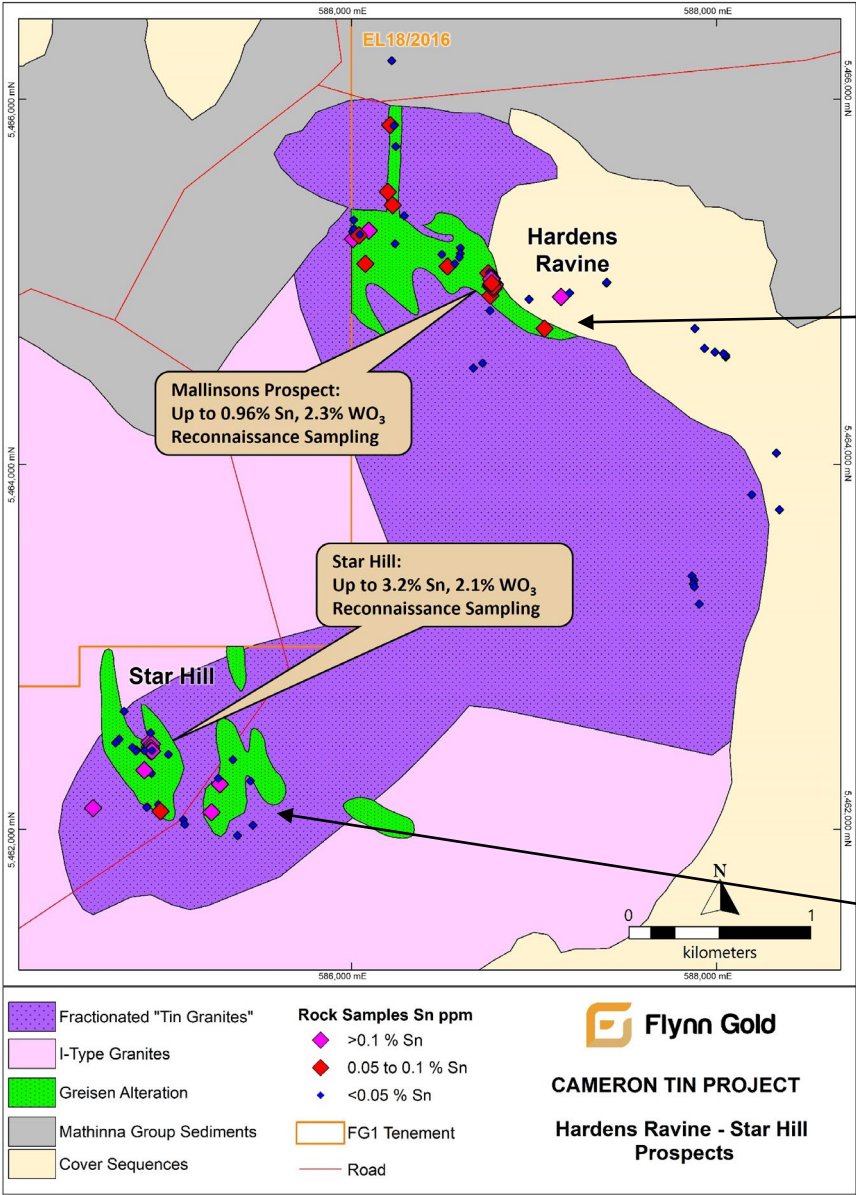 586,000 mE
588,000 mE
EL18/2016
5,466,000 mN
5,466,000 mN
Hardens
Ravine
Mallinsons Prospect:
Up to 0.96% Sn, 2.3% WO₃
Reconnaissance Sampling
5,464,000 mN
5,464,000 mN
Star Hill:
Up to 3.2% Sn, 2.1% WO₃
Reconnaissance Sampling
Star Hill
5,462,000 mN
5,462,000 mN
N
0 1
kilometers
586,000 mE
588,000 mE
Fractionated "Tin Granites"
I-Type Granites
Greisen Alteration
Mathinna Group Sediments
Cover Sequences
Rock Samples Sn ppm
>0.1 % Sn
0.05 to 0.1 % Sn
<0.05 % Sn
FG1 Tenement
Road
Flynn Gold
CAMERON TIN PROJECT
Hardens Ravine - Star Hill
Prospects